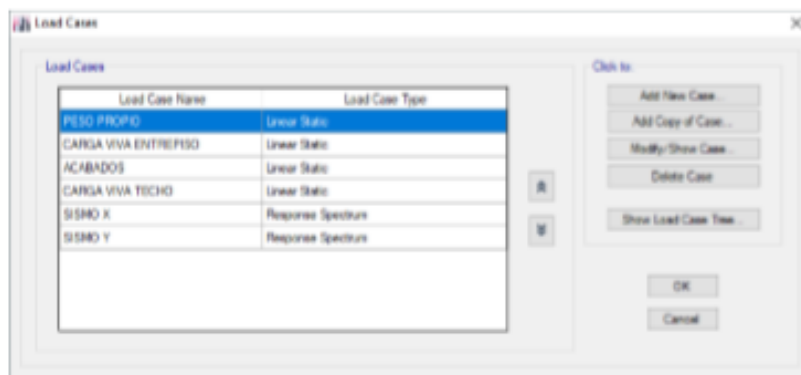 Load Cases
Load Cases
Click to:
Load Case Name Load Case Type
PESO PROPIO Linear Static
CARGA VIVA ENTREPISO Linear Static
ACABADOS Linear Static
CARGA VIVA TECHO Linear Static
SISMO X Response Spectrum
SISMO Y Response Spectrum
Add New Case...
Add Copy of Case...
Modify/Show Case...
Delete Case
Show Load Case Tree...
OK
Cancel